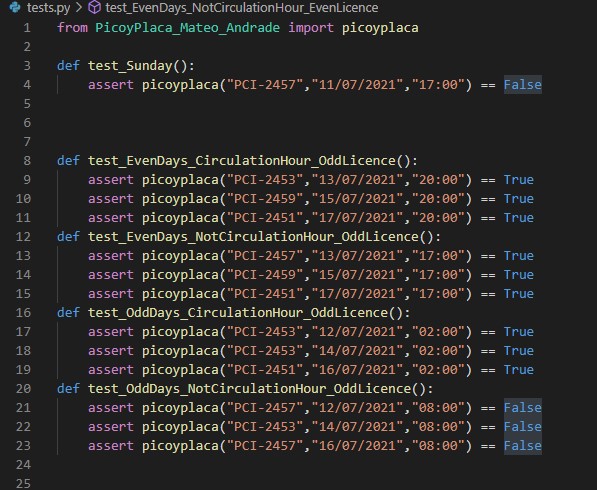 tests.py > test_EvenDays_NotCirculationHour_EvenLicence
1 from PicoyPlaca_Mateo_Andrade import picoyplaca
2
3 def test_Sunday():
4 assert picoyplaca("PCI-2457","11/07/2021","17:00") == False
5
6
7
8 def test_EvenDays_CirculationHour_OddLicence():
9 assert picoyplaca("PCI-2453","13/07/2021","20:00") == True
10 assert picoyplaca("PCI-2459","15/07/2021","20:00") == True
11 assert picoyplaca("PCI-2451","17/07/2021","20:00") == True
12 def test_EvenDays_NotCirculationHour_OddLicence():
13 assert picoyplaca("PCI-2457","13/07/2021","17:00") == True
14 assert picoyplaca("PCI-2459","15/07/2021","17:00") == True
15 assert picoyplaca("PCI-2451","17/07/2021","17:00") == True
16 def test_OddDays_CirculationHour_OddLicence():
17 assert picoyplaca("PCI-2453","12/07/2021","02:00") == True
18 assert picoyplaca("PCI-2453","14/07/2021","02:00") == True
19 assert picoyplaca("PCI-2451","16/07/2021","02:00") == True
20 def test_OddDays_NotCirculationHour_OddLicence():
21 assert picoyplaca("PCI-2457","12/07/2021","08:00") == False
22 assert picoyplaca("PCI-2453","14/07/2021","08:00") == False
23 assert picoyplaca("PCI-2457","16/07/2021","08:00") == False
24
25